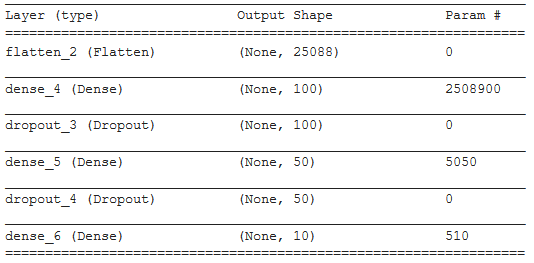 Layer (type) Output Shape Param #
flatten_2 (Flatten) (None, 25088) 0
dense_4 (Dense) (None, 100) 2508900
dropout_3 (Dropout) (None, 100) 0
dense_5 (Dense) (None, 50) 5050
dropout_4 (Dropout) (None, 50) 0
dense_6 (Dense) (None, 10) 510